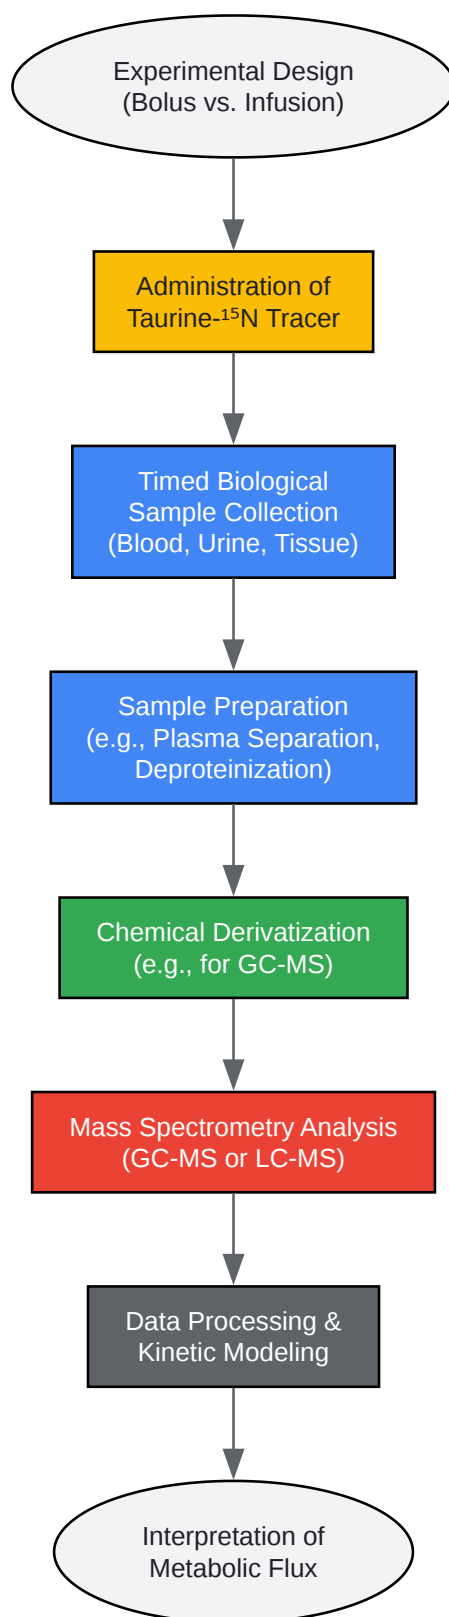 Experimental Design
(Bolus vs. Infusion)
Administration of
Taurine-¹⁵N Tracer
Timed Biological
Sample Collection
(Blood, Urine, Tissue)
Sample Preparation
(e.g., Plasma Separation,
Deproteinization)
Chemical Derivatization
(e.g., for GC-MS)
Mass Spectrometry Analysis
(GC-MS or LC-MS)
Data Processing &
Kinetic Modeling
Interpretation of
Metabolic Flux